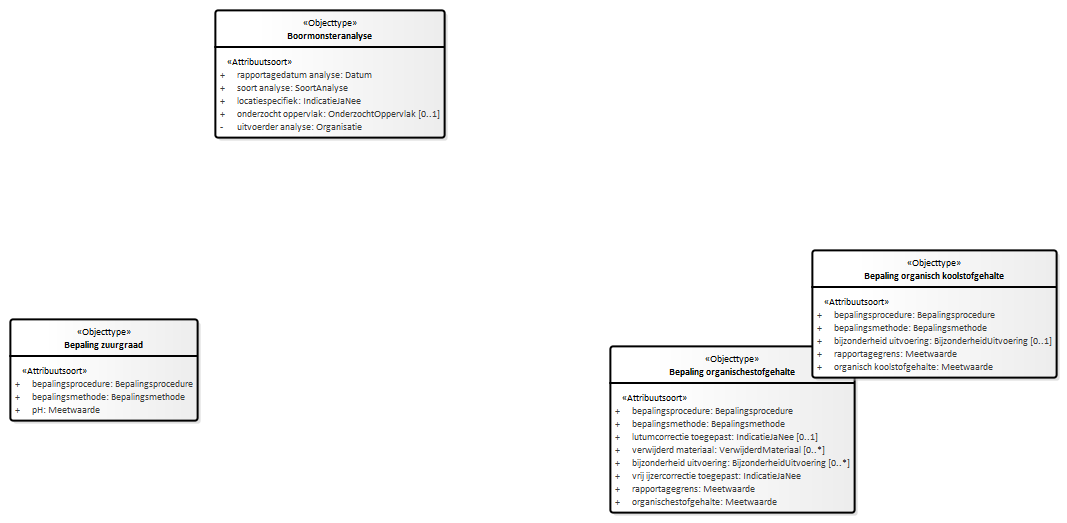 «Objecttype»
Boormonsteranalyse
«Attribuutsoort»
+ rapportagedatum analyse: Datum
+ soort analyse: SoortAnalyse
+ locatiespecifiek: IndicatieJaNee
+ onderzocht oppervlak: OnderzochtOppervlak [0..1]
- uitvoerder analyse: Organisatie
«Objecttype»
Bepaling organisch koolstofgehalte
«Attribuutsoort»
+ bepalingsprocedure: Bepalingsprocedure
+ bepalingsmethode: Bepalingsmethode
+ bijzonderheid uitvoering: BijzonderheidUitvoering [0..1]
+ rapportagegrens: Meetwaarde
+ organisch koolstofgehalte: Meetwaarde
«Objecttype»
Bepaling zuurgraad
«Attribuutsoort»
+ bepalingsprocedure: Bepalingsprocedure
+ bepalingsmethode: Bepalingsmethode
+ pH: Meetwaarde
«Objecttype»
Bepaling organischestofgehalte
«Attribuutsoort»
+ bepalingsprocedure: Bepalingsprocedure
+ bepalingsmethode: Bepalingsmethode
+ lutumcorrectie toegepast: IndicatieJaNee [0..1]
+ verwijderd materiaal: VerwijderdMateriaal [0..*]
+ bijzonderheid uitvoering: BijzonderheidUitvoering [0..*]
+ vrij ijzercorrectie toegepast: IndicatieJaNee
+ rapportagegrens: Meetwaarde
+ organischestofgehalte: Meetwaarde